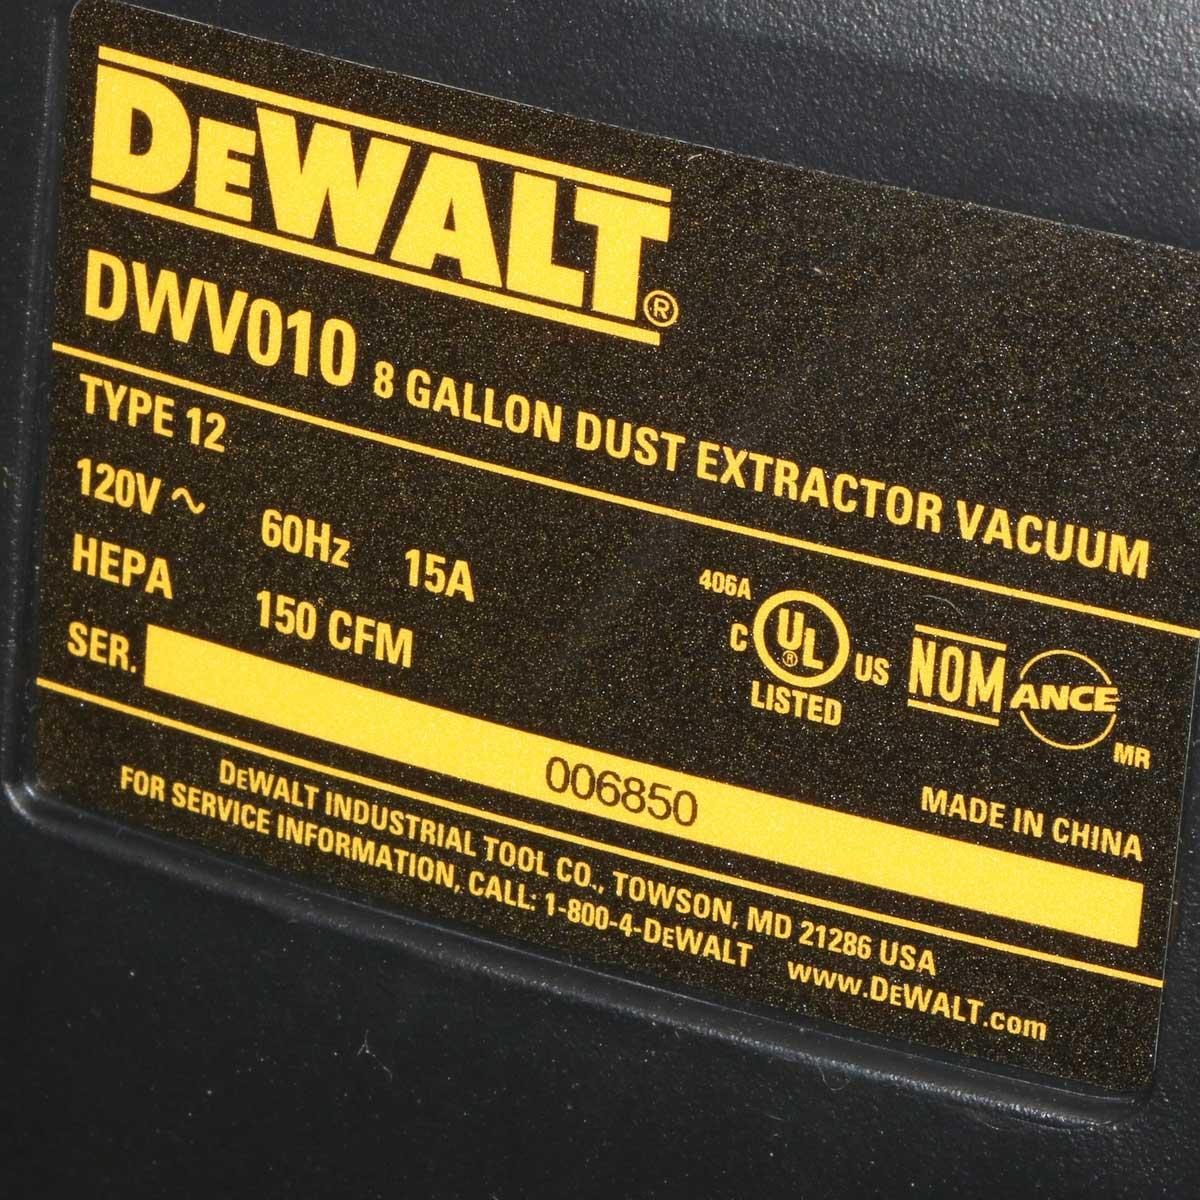 DEWALT®
DWV010 8 GALLON DUST EXTRACTOR VACUUM
TYPE 12
120V ~ 60Hz 15A
HEPA 150 CFM
406A
C UL® US
LISTED
NOM ANCE
MR
SER. 006850
MADE IN CHINA
DEWALT INDUSTRIAL TOOL CO., TOWSON, MD 21286 USA
FOR SERVICE INFORMATION, CALL: 1-800-4-DEWALT www.DEWALT.com